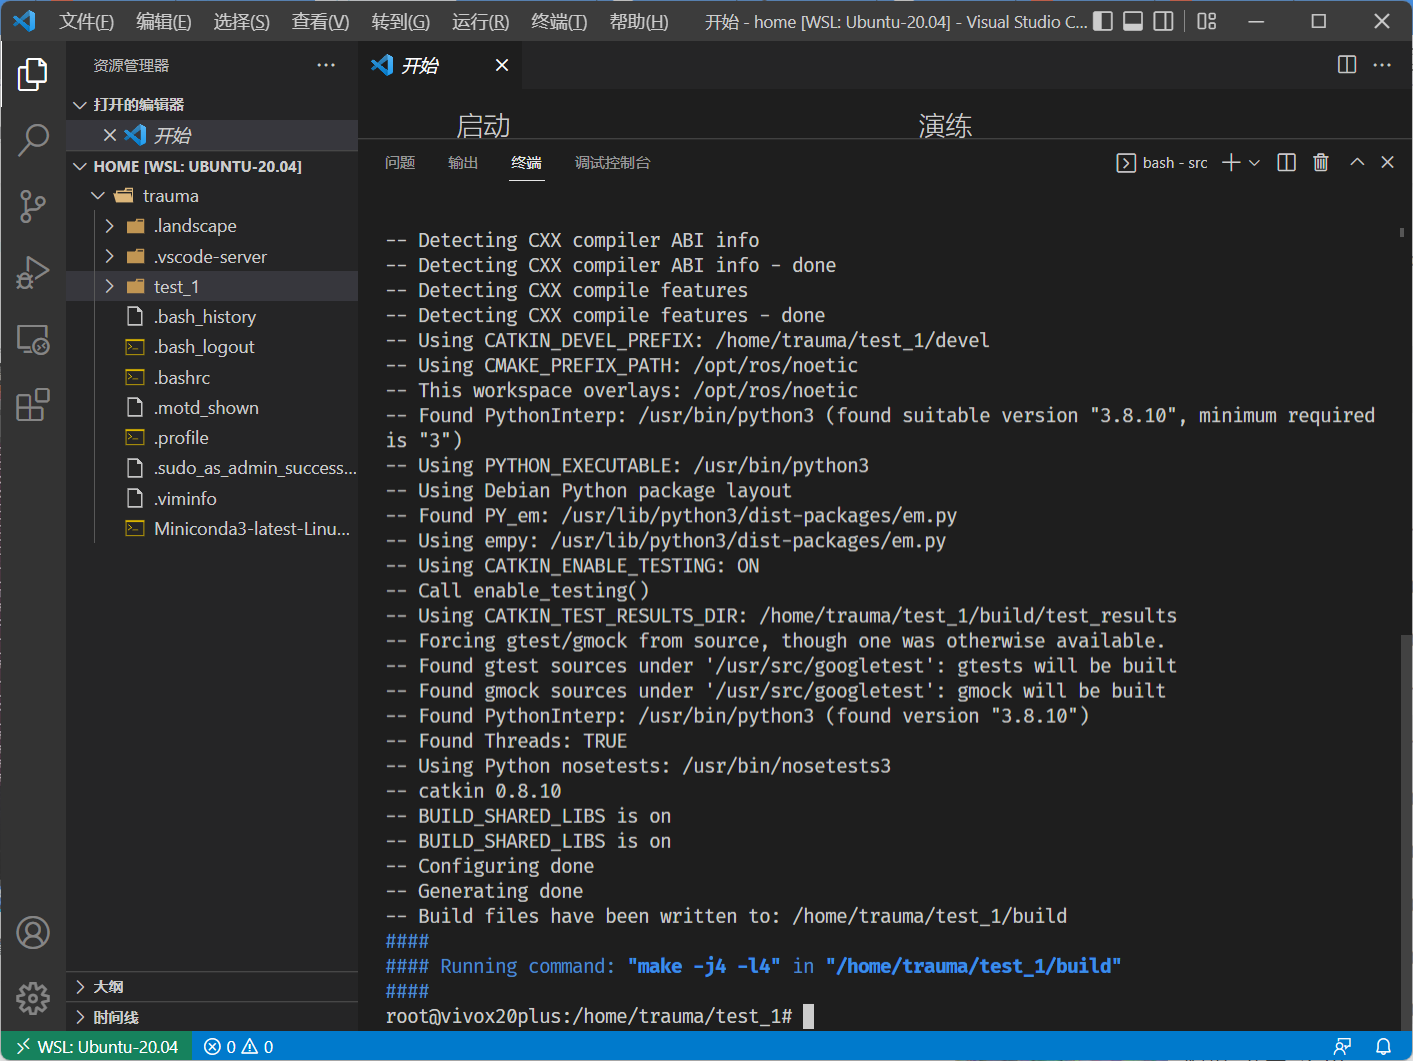 文件(F) 编辑(E) 选择(S) 查看(V) 转到(G) 运行(R) 终端(T) 帮助(H) 开始 - home [WSL: Ubuntu-20.04] - Visual Studio C...
资源管理器
打开的编辑器
开始
HOME [WSL: UBUNTU-20.04]
trauma
.landscape
.vscode-server
test_1
.bash_history
.bash_logout
.bashrc
.motd_shown
.profile
.sudo_as_admin_success...
.viminfo
Miniconda3-latest-Linu...
大纲
时间线
开始
启动 演练
问题 输出 终端 调试控制台 bash - src
-- Detecting CXX compiler ABI info
-- Detecting CXX compiler ABI info - done
-- Detecting CXX compile features
-- Detecting CXX compile features - done
-- Using CATKIN_DEVEL_PREFIX: /home/trauma/test_1/devel
-- Using CMAKE_PREFIX_PATH: /opt/ros/noetic
-- This workspace overlays: /opt/ros/noetic
-- Found PythonInterp: /usr/bin/python3 (found suitable version "3.8.10", minimum required
is "3")
-- Using PYTHON_EXECUTABLE: /usr/bin/python3
-- Using Debian Python package layout
-- Found PY_em: /usr/lib/python3/dist-packages/em.py
-- Using empy: /usr/lib/python3/dist-packages/em.py
-- Using CATKIN_ENABLE_TESTING: ON
-- Call enable_testing()
-- Using CATKIN_TEST_RESULTS_DIR: /home/trauma/test_1/build/test_results
-- Forcing gtest/gmock from source, though one was otherwise available.
-- Found gtest sources under '/usr/src/googletest': gtests will be built
-- Found gmock sources under '/usr/src/googletest': gmock will be built
-- Found PythonInterp: /usr/bin/python3 (found version "3.8.10")
-- Found Threads: TRUE
-- Using Python nosetests: /usr/bin/nosetests3
-- catkin 0.8.10
-- BUILD_SHARED_LIBS is on
-- BUILD_SHARED_LIBS is on
-- Configuring done
-- Generating done
-- Build files have been written to: /home/trauma/test_1/build
####
#### Running command: "make -j4 -l4" in "/home/trauma/test_1/build"
####
root@vivox20plus:/home/trauma/test_1#
WSL: Ubuntu-20.04 0 0